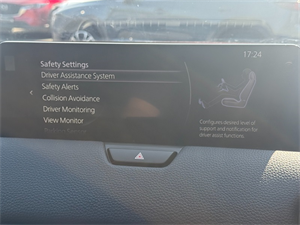 17:24
Safety Settings
Driver Assistance System
Safety Alerts
Collision Avoidance
Driver Monitoring
View Monitor
Configures desired level of
support and notification for
driver assist functions.